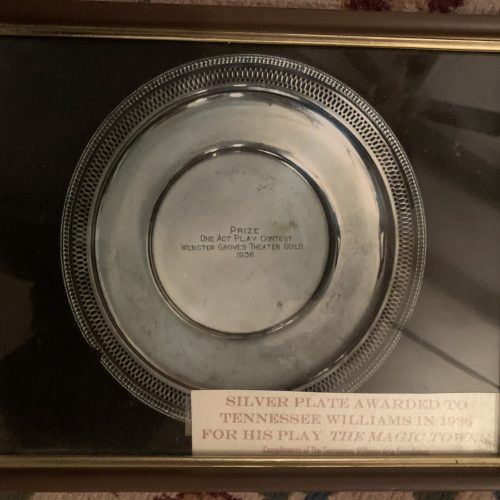 PRIZE
ONE ACT PLAY CONTEST
WEBSTER GROVES THEATER GUILD
1936
SILVER PLATE AWARDED TO
TENNESSEE WILLIAMS IN 1936
FOR HIS PLAY THE MAGIC TOWER